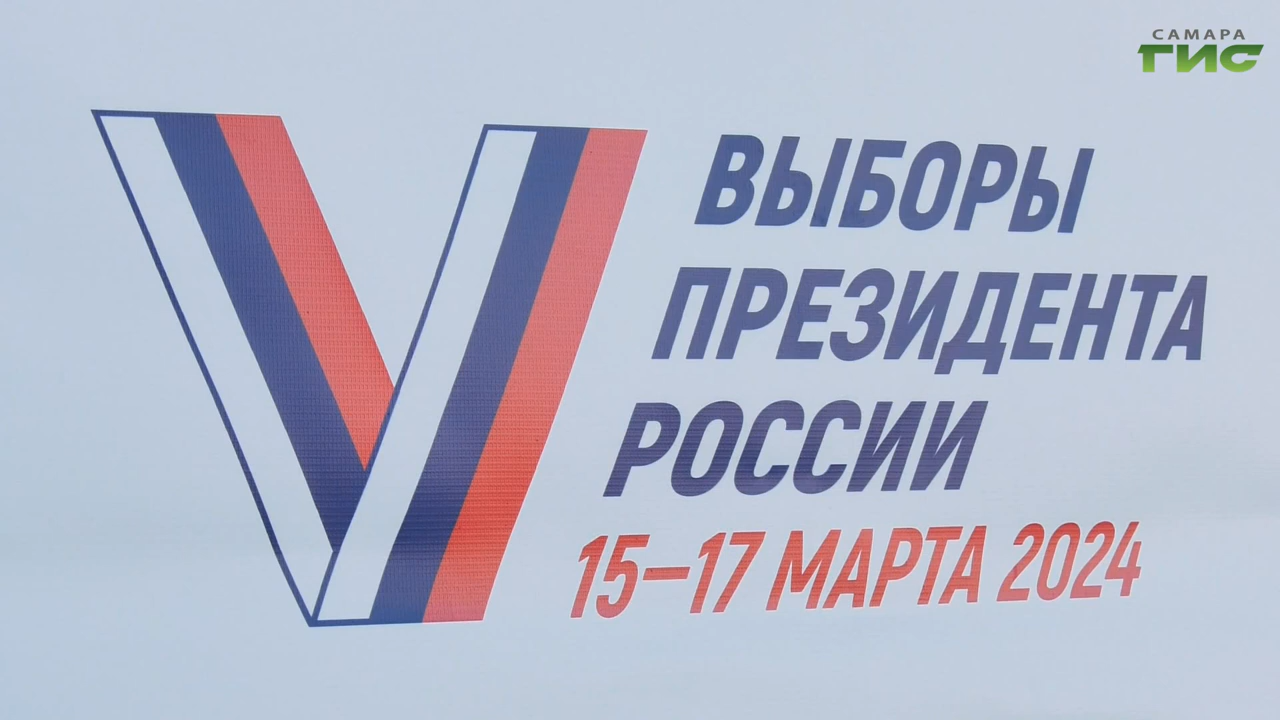 САМАРА
ГИС
ВЫБОРЫ
ПРЕЗИДЕНТА
РОССИИ
15–17 МАРТА 2024